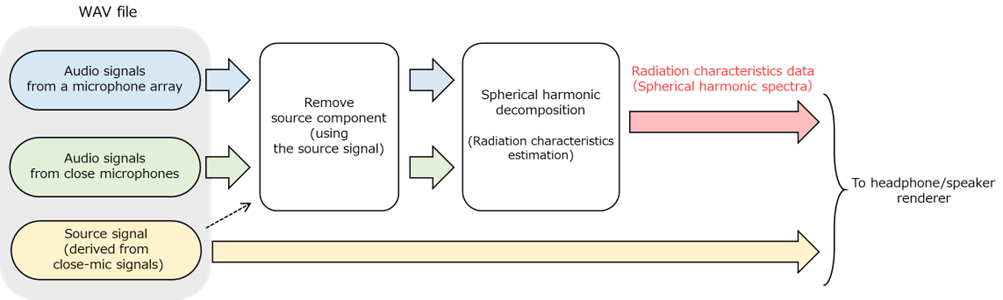 WAV file
Audio signals
from a microphone array
Audio signals
from close microphones
Source signal
(derived from
close-mic signals)
Remove
source component
(using
the source signal)
Spherical harmonic
decomposition
(Radiation characteristics
estimation)
Radiation characteristics data
(Spherical harmonic spectra)
To headphone/speaker
renderer